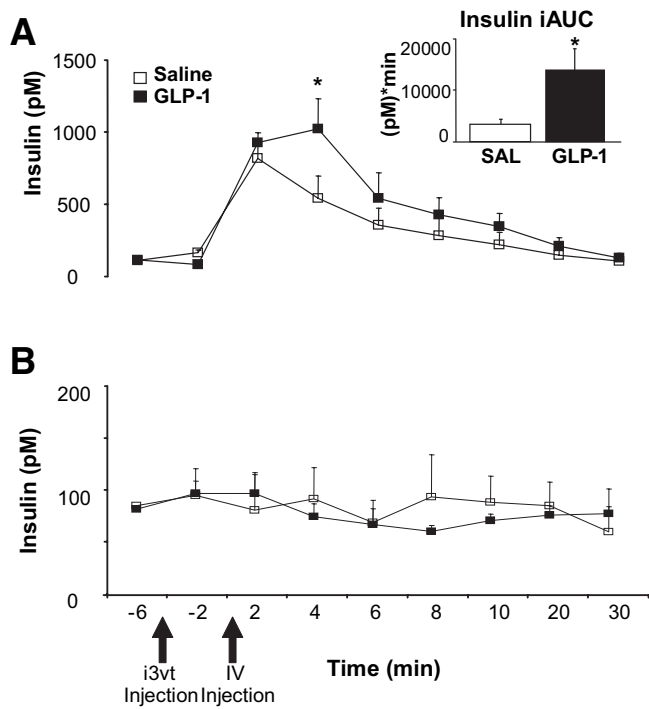 A
Insulin iAUC
1500
1000
500
0
Insulin (pM)
Saline
GLP-1
*
20000
10000
0
(pM)*min
*
SAL GLP-1
B
200
100
0
Insulin (pM)
-6 -2 2 4 6 8 10 20 30
i3vt
Injection
IV
Injection
Time (min)